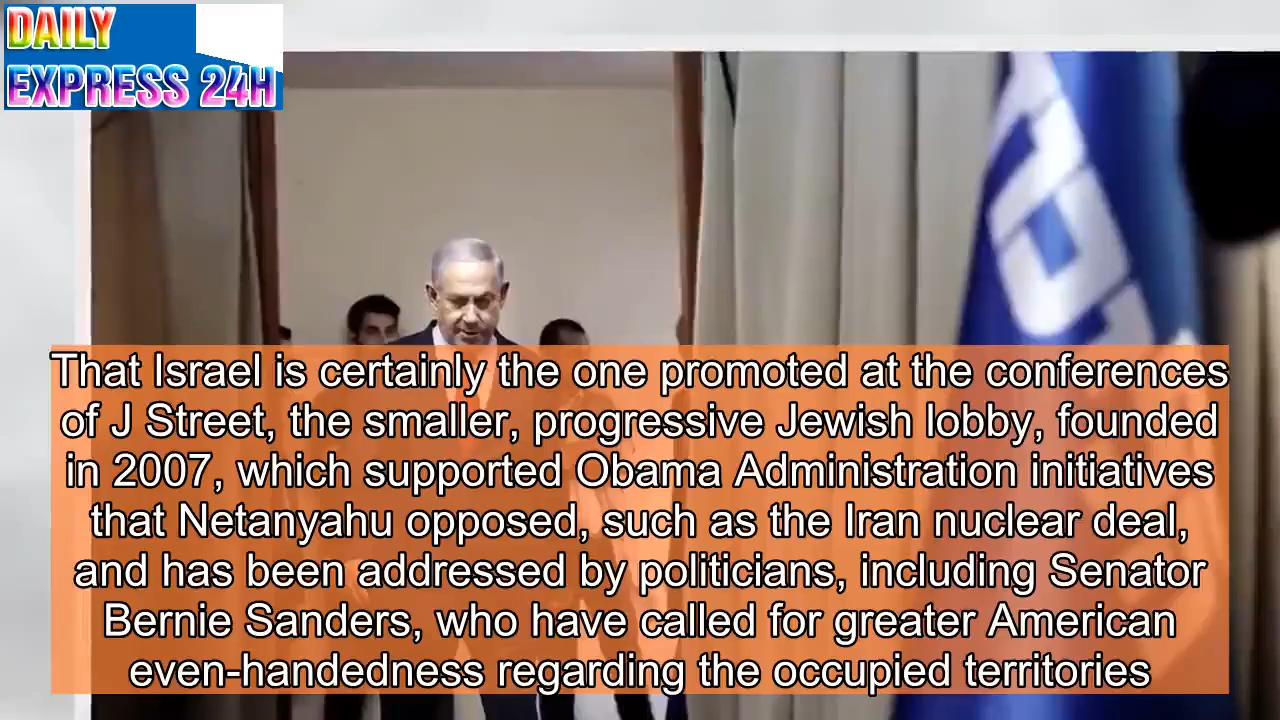 DAILY
EXPRESS 24H
That Israel is certainly the one promoted at the conferences
of J Street, the smaller, progressive Jewish lobby, founded
in 2007, which supported Obama Administration initiatives
that Netanyahu opposed, such as the Iran nuclear deal,
and has been addressed by politicians, including Senator
Bernie Sanders, who have called for greater American
even-handedness regarding the occupied territories